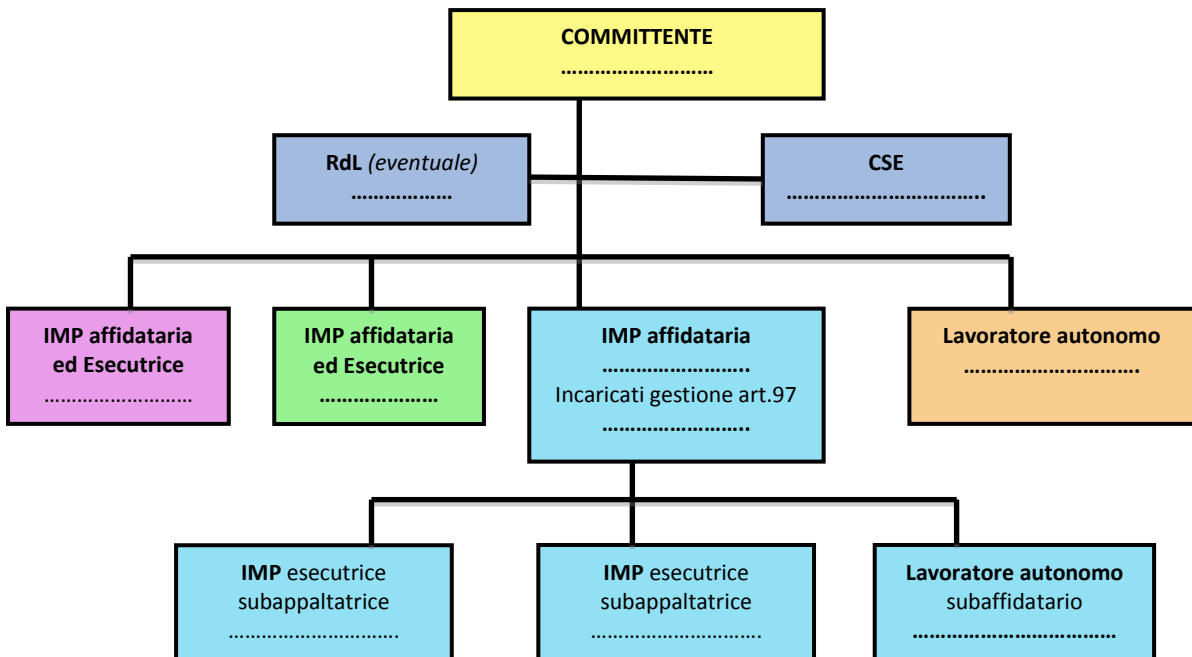 COMMITTENTE
………………………
RdL (eventuale)
………………
CSE
……………………………..
IMP affidataria
ed Esecutrice
………………………
IMP affidataria
ed Esecutrice
…………………
IMP affidataria
……………………..
Incaricati gestione art.97
……………………..
Lavoratore autonomo
………………………….
IMP esecutrice
subappaltatrice
………………………….
IMP esecutrice
subappaltatrice
………………………….
Lavoratore autonomo
subaffidatario
………………………………